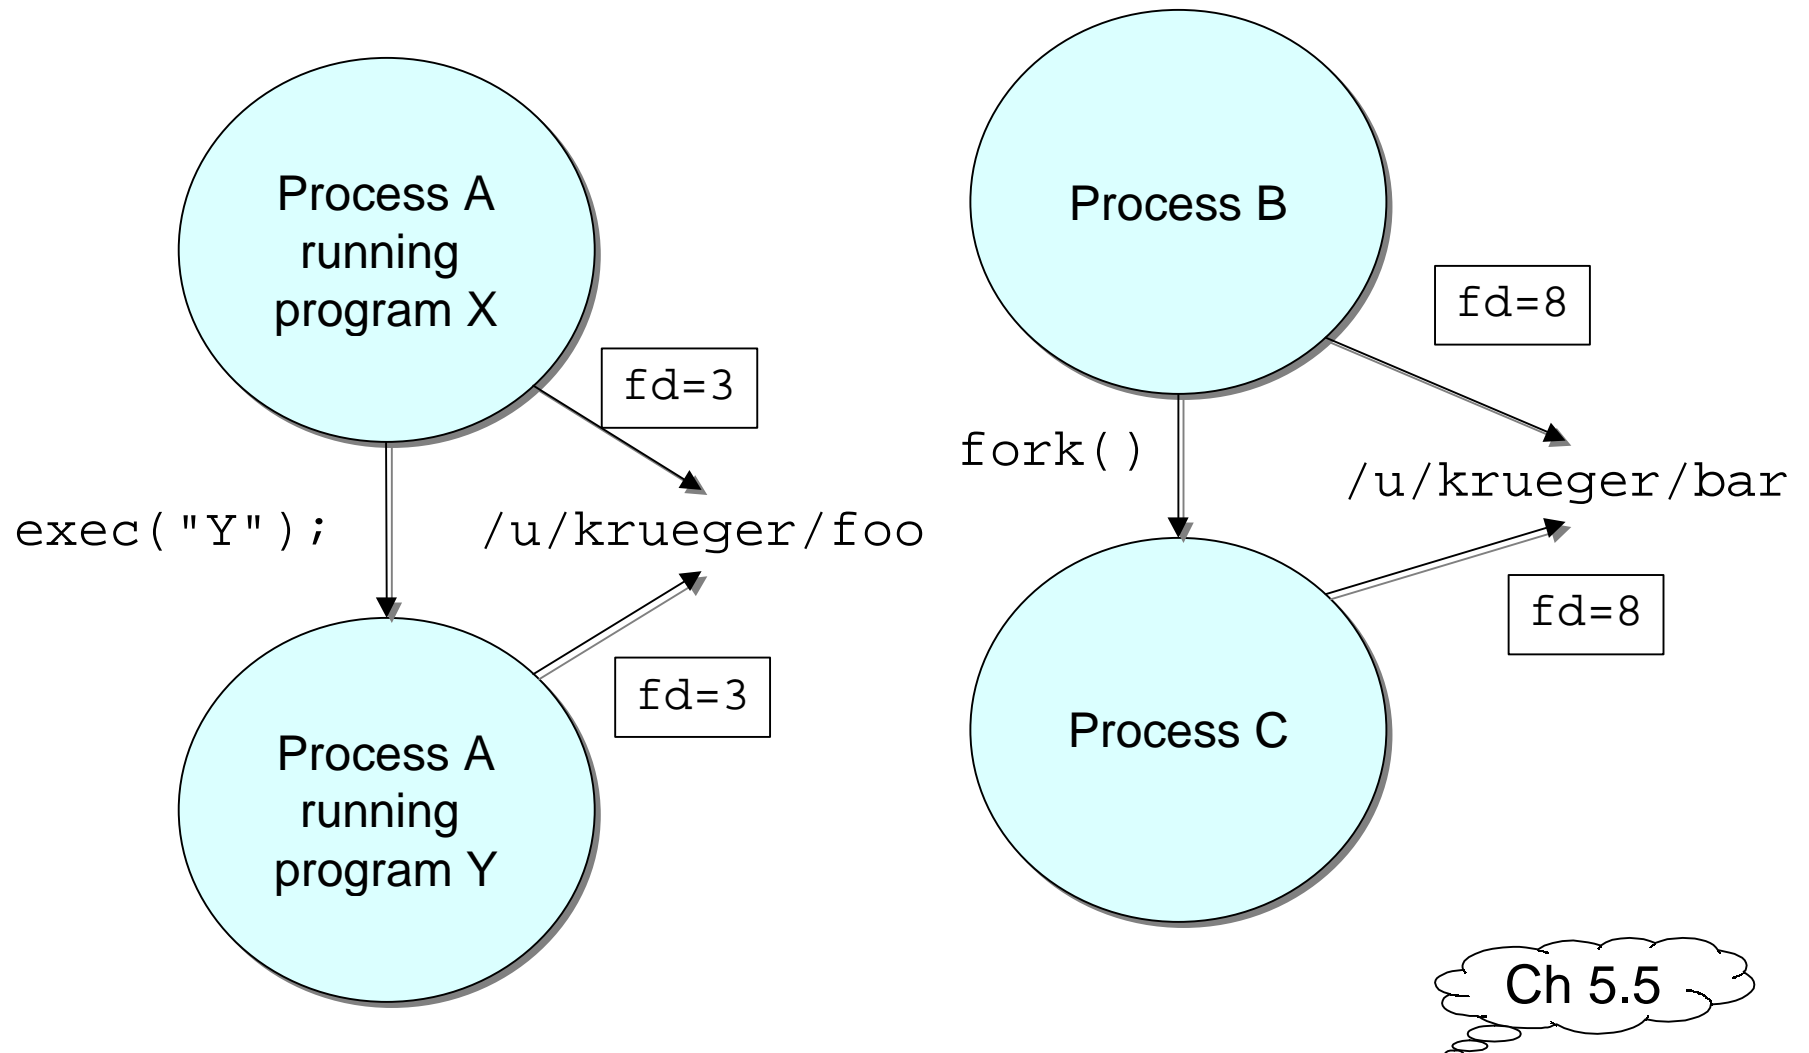 Process A
running
program X
fd=3
exec("Y");
/u/krueger/foo
fd=3
Process A
running
program Y
Process B
fd=8
fork()
/u/krueger/bar
fd=8
Process C
Ch 5.5